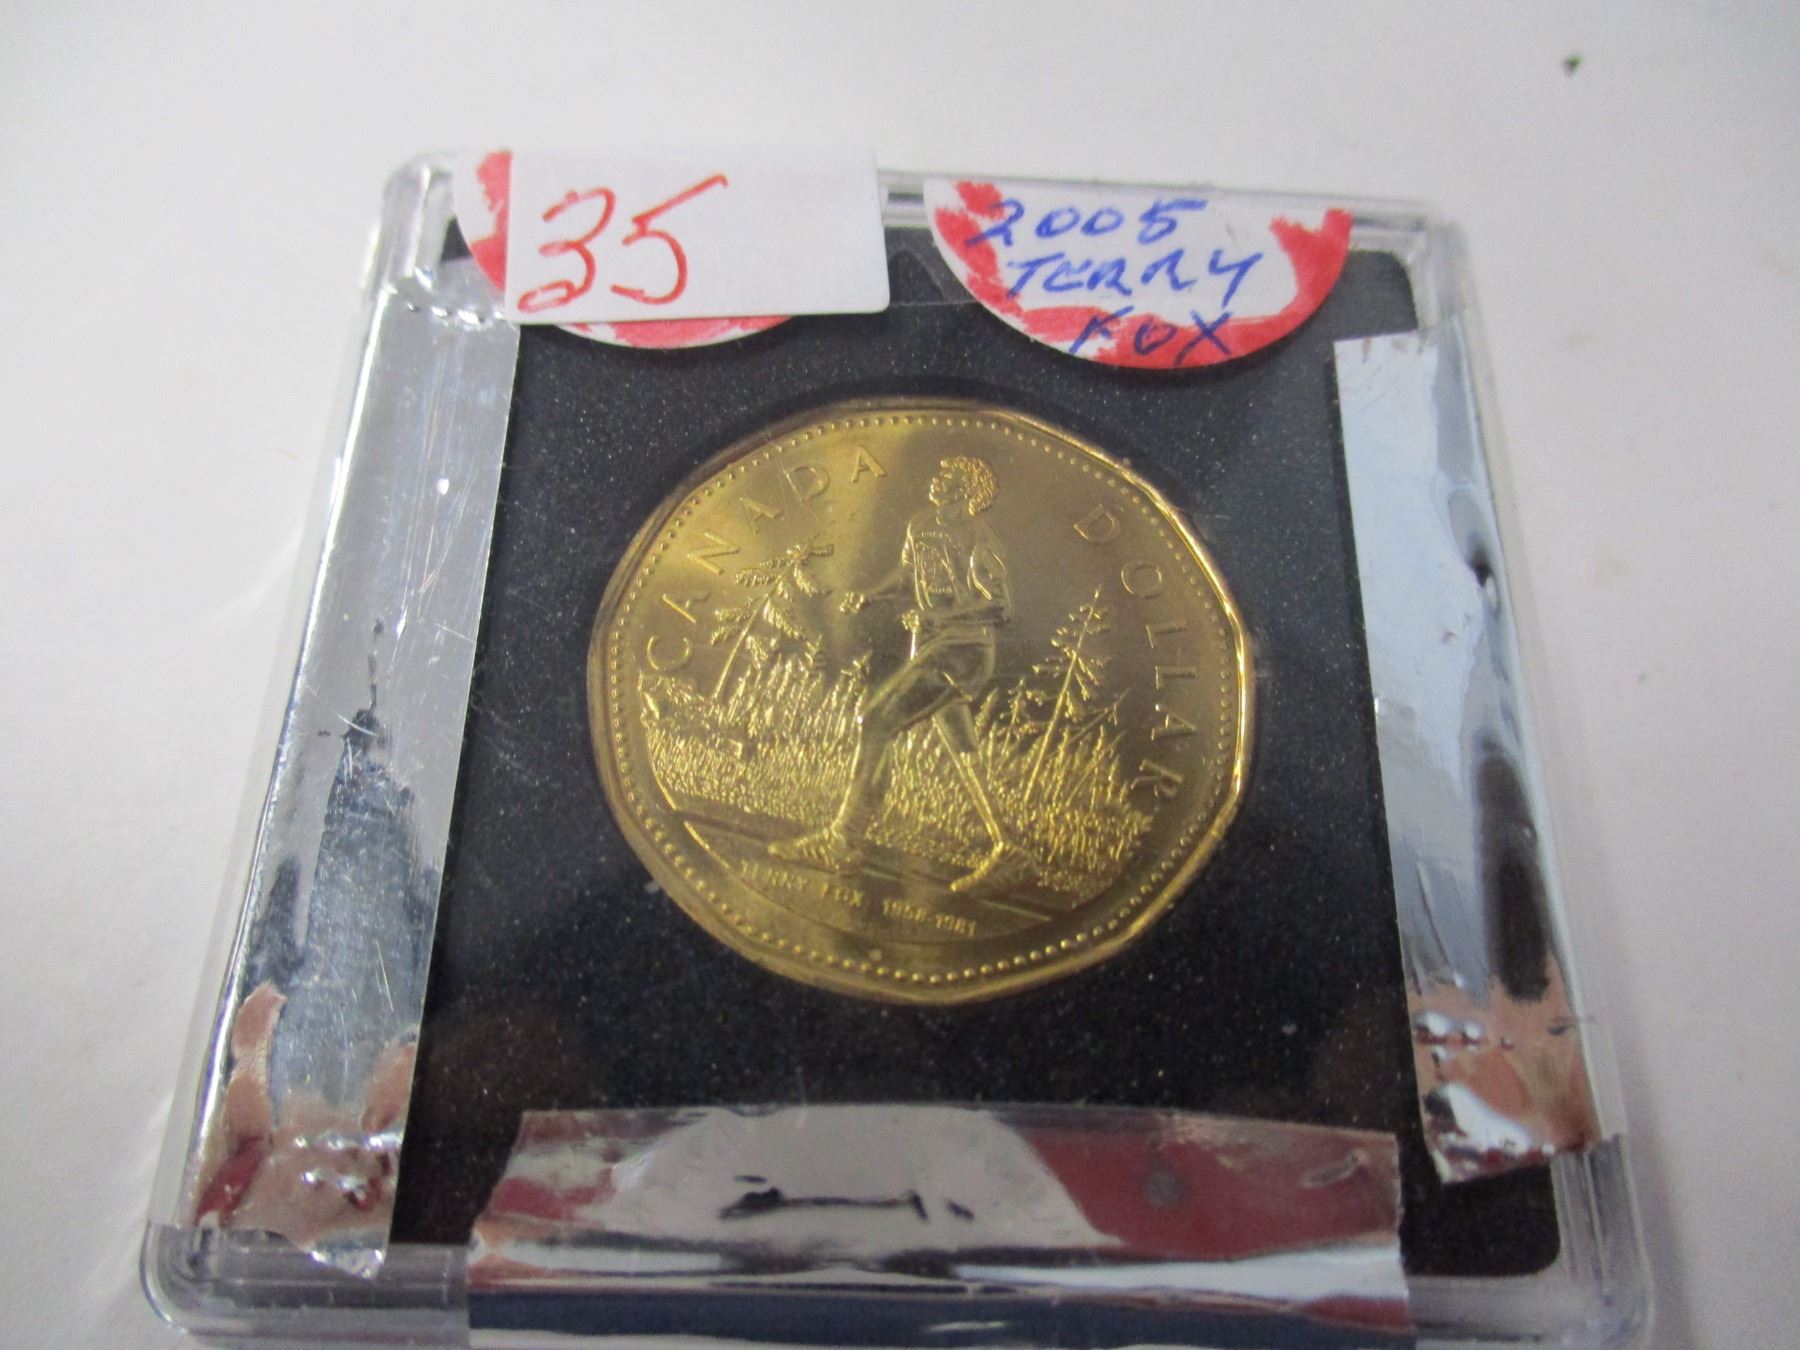 35
2005
TERRY
FOX
CANADA DOLLAR
TERRY FOX 1958-1981